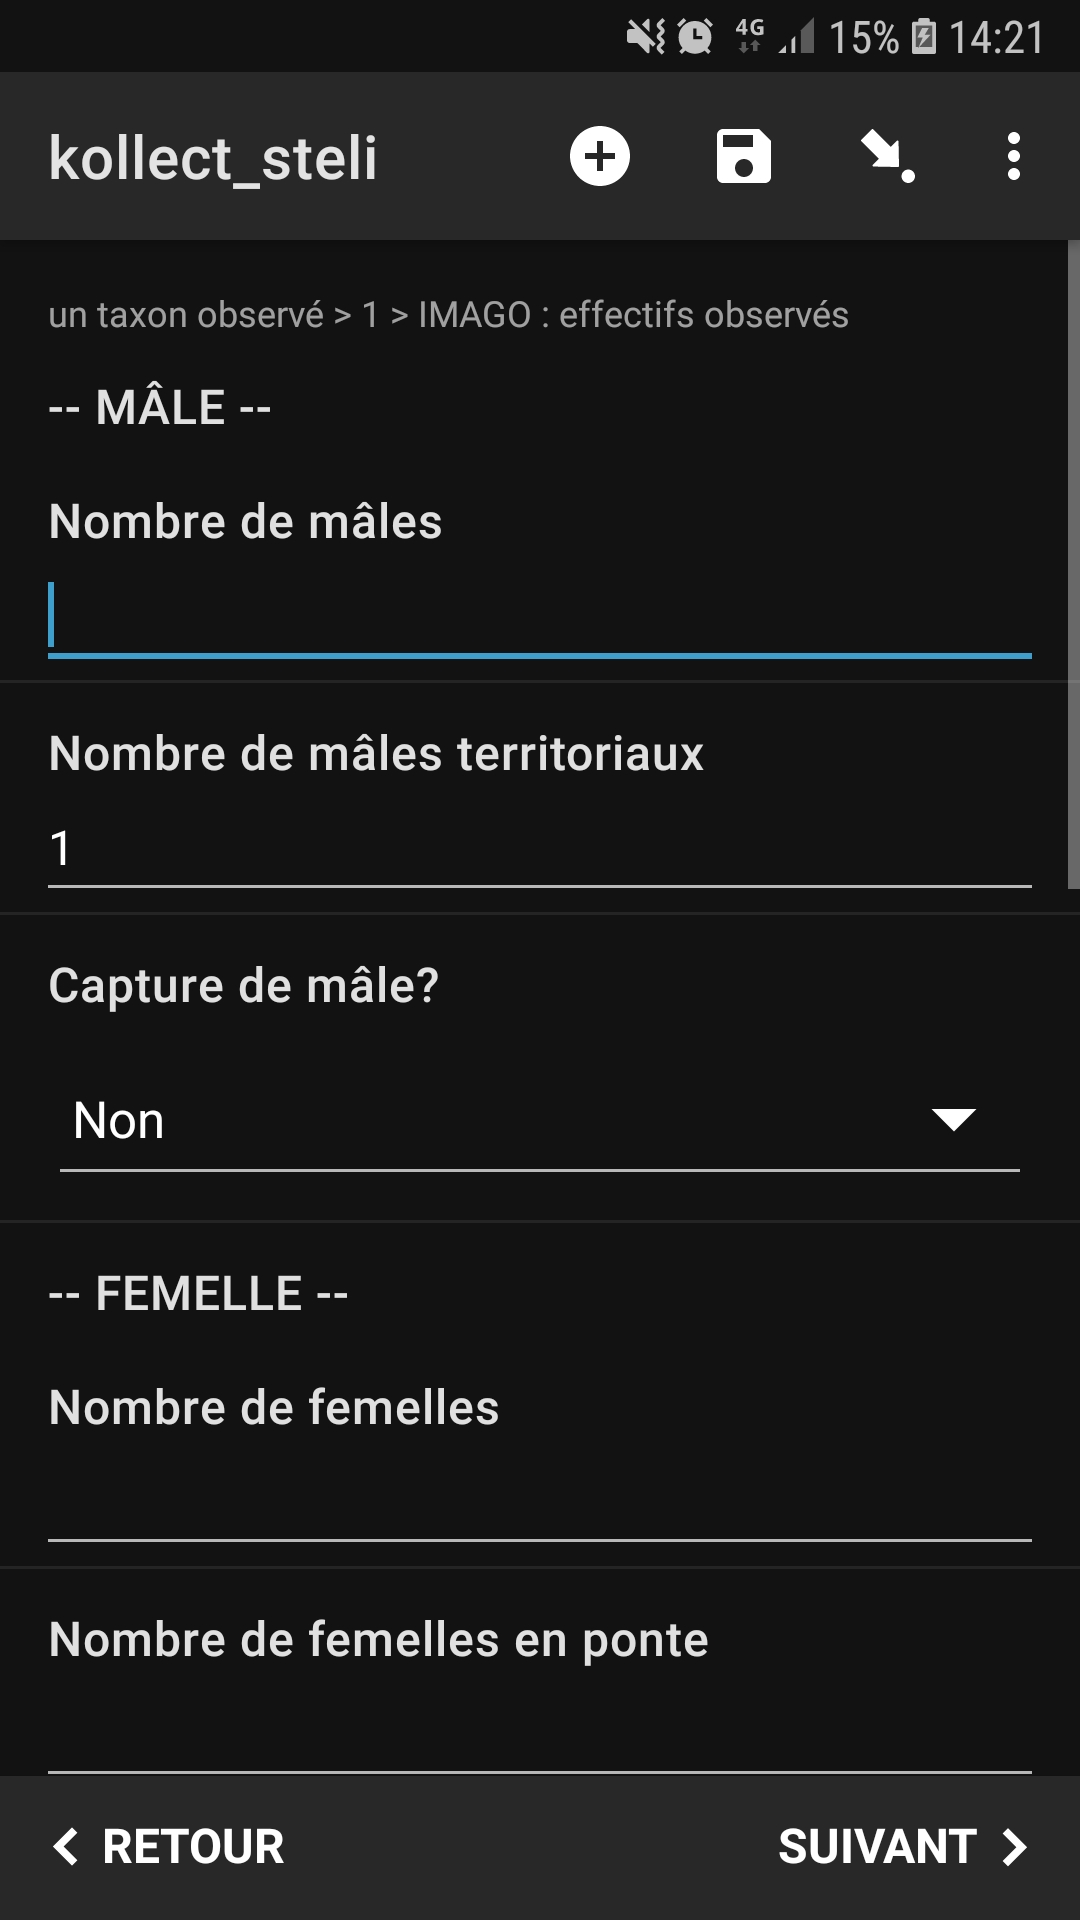 4G 15% 14:21
kollect_steli
un taxon observé > 1 > IMAGO : effectifs observés
-- MÂLE --
Nombre de mâles
Nombre de mâles territoriaux
1
Capture de mâle?
Non
-- FEMELLE --
Nombre de femelles
Nombre de femelles en ponte
RETOUR SUIVANT